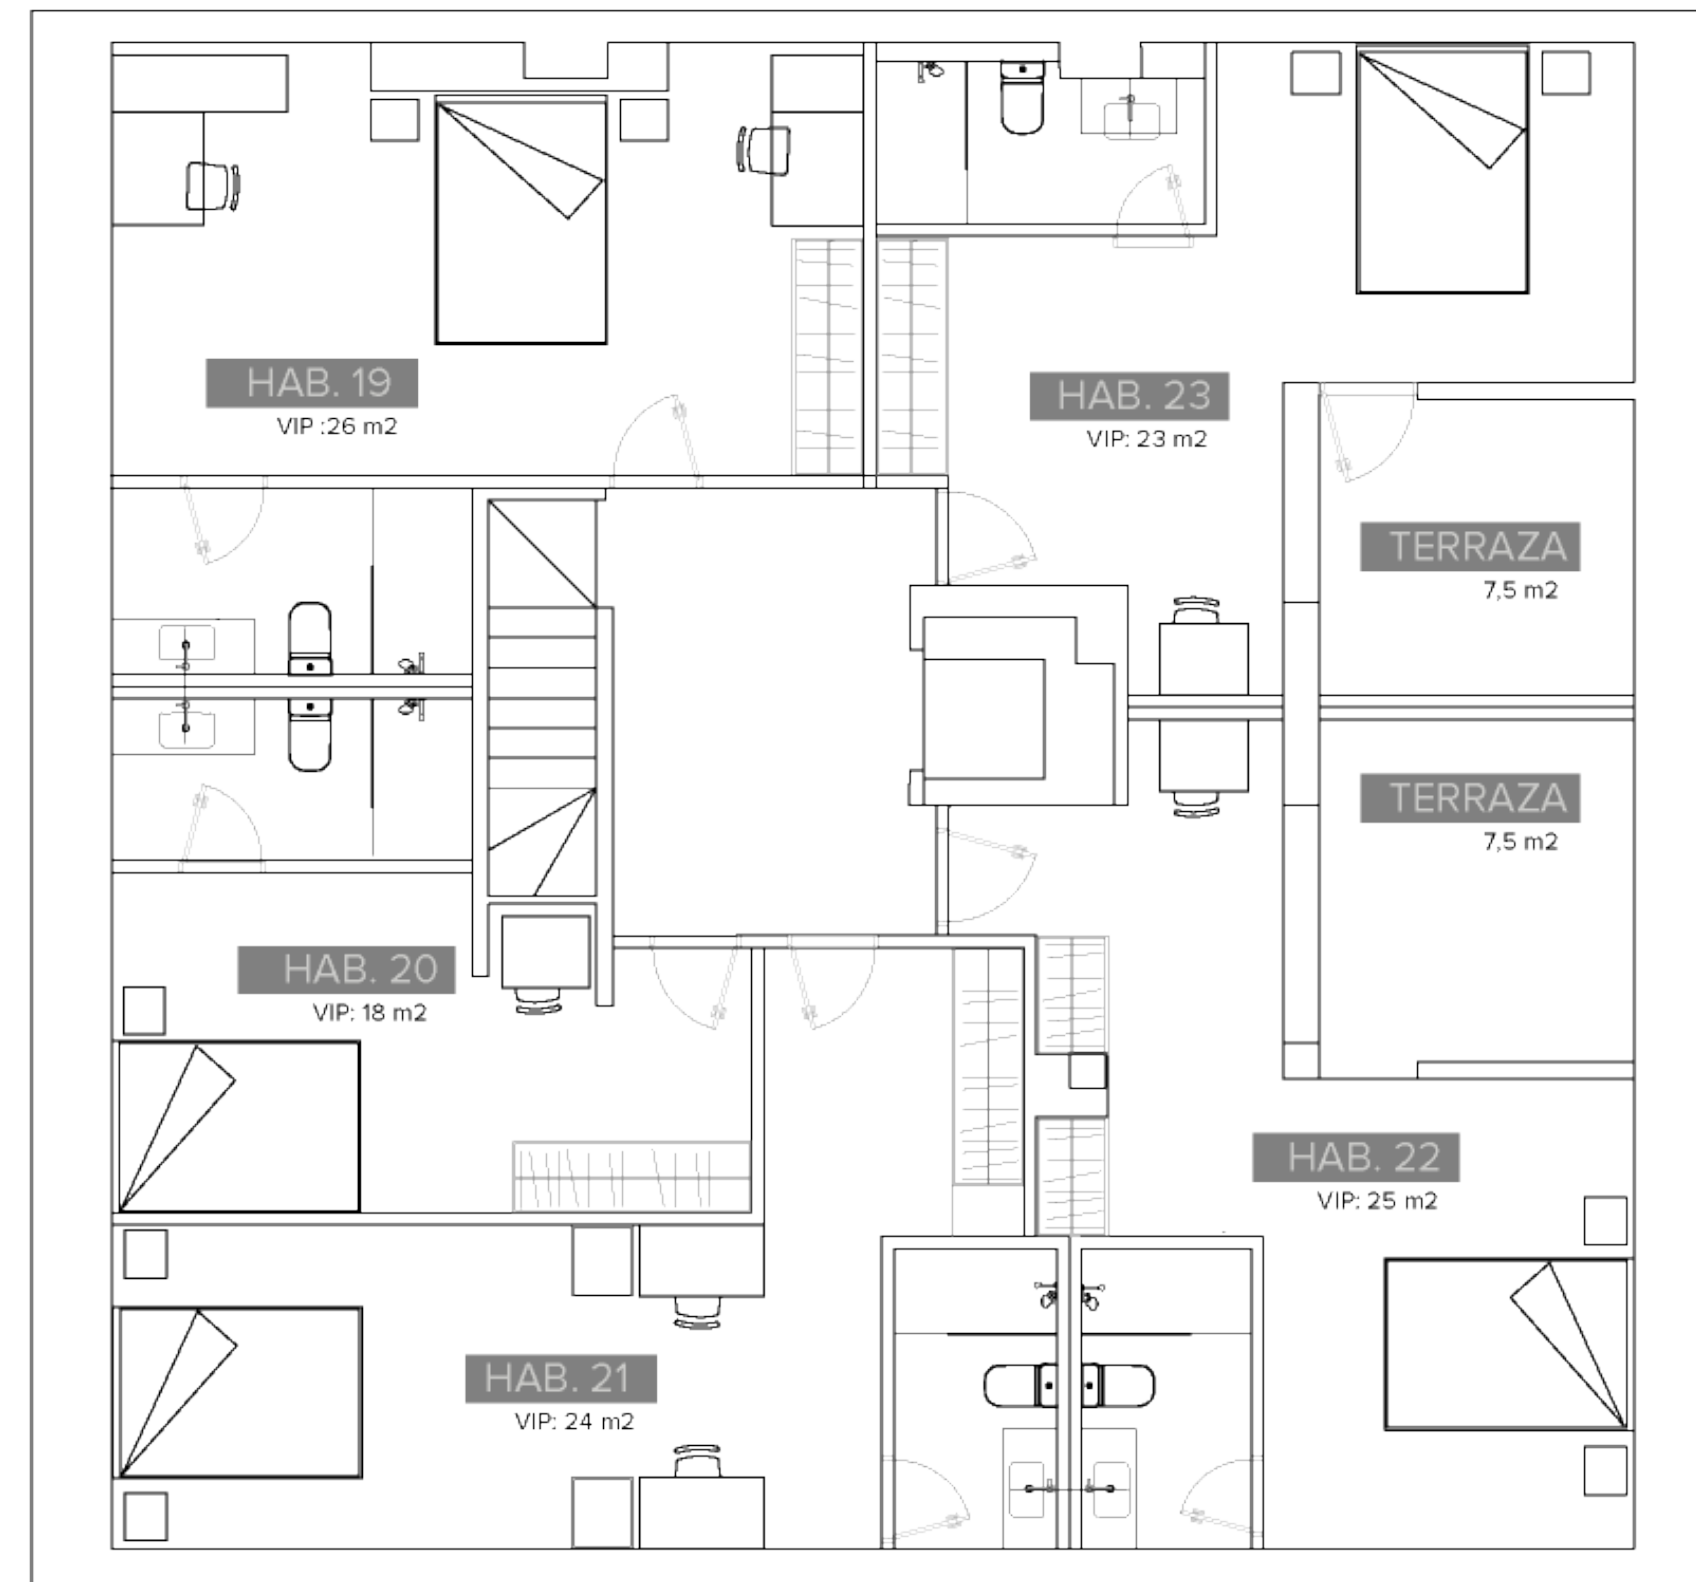 HAB. 19
VIP :26 m2
HAB. 23
VIP: 23 m2
TERRAZA
7,5 m2
TERRAZA
7,5 m2
HAB. 20
VIP: 18 m2
HAB. 22
VIP: 25 m2
HAB. 21
VIP: 24 m2